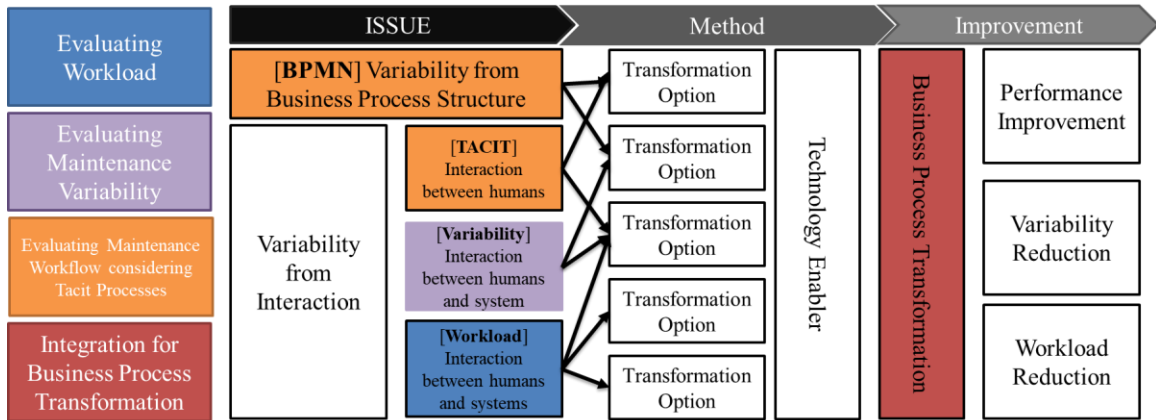 Evaluating
Workload
Evaluating
Maintenance
Variability
Evaluating Maintenance
Workflow considering
Tacit Processes
Integration for
Business Process
Transformation
ISSUE
Method
Improvement
[BPMN] Variability from
Business Process Structure
Variability
from
Interaction
[TACIT]
Interaction
between humans
[Variability]
Interaction
between humans
and system
[Workload]
Interaction
between humans
and systems
Transformation
Option
Transformation
Option
Transformation
Option
Transformation
Option
Transformation
Option
Technology Enabler
Business Process Transformation
Performance
Improvement
Variability
Reduction
Workload
Reduction